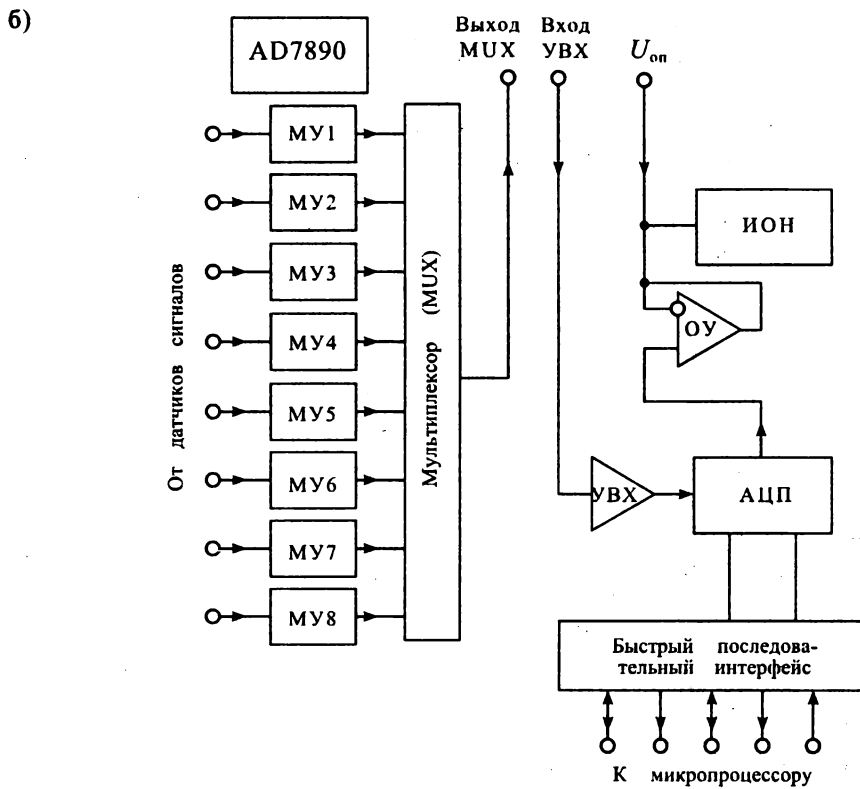 б)
AD7890
Выход
MUX
Вход
УВХ
Uоп
МУ1
МУ2
МУ3
МУ4
МУ5
МУ6
МУ7
МУ8
От датчиков сигналов
Мультиплексор (MUX)
ИОН
ОУ
УВХ
АЦП
Быстрый последова-
тельный интерфейс
К микропроцессору